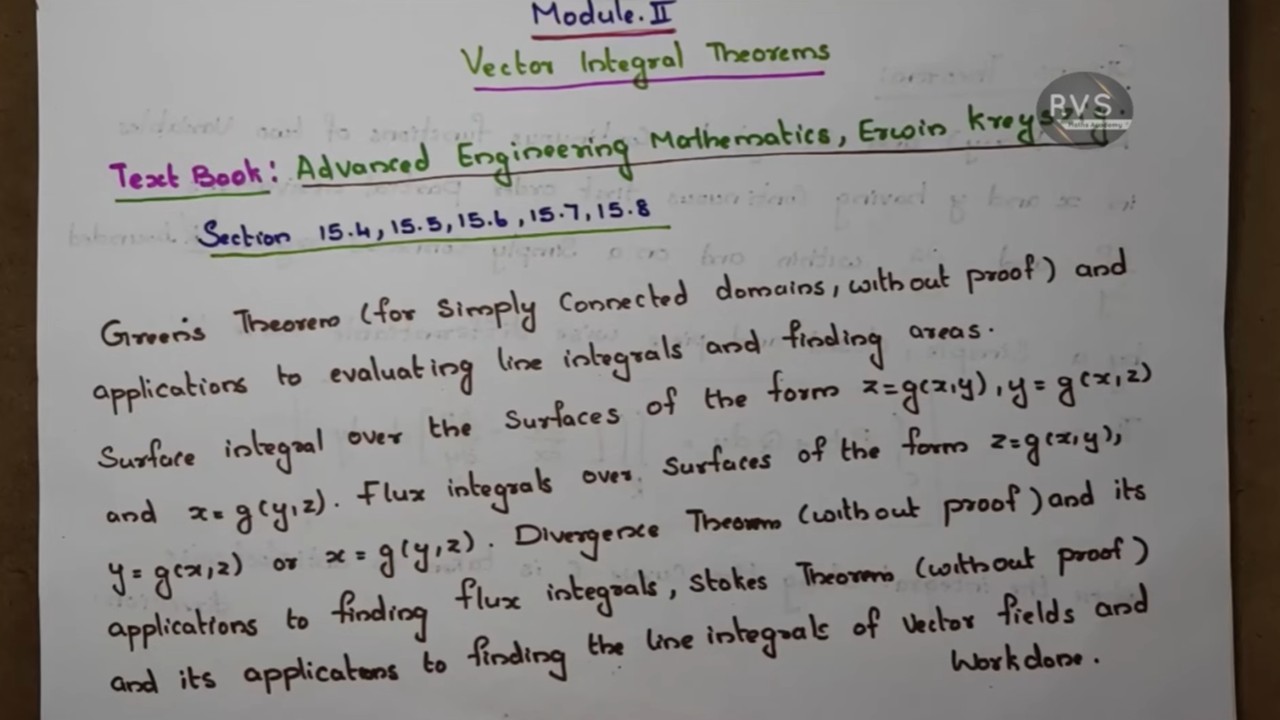 Module.II
Vector Integral Theorems
RVS
Maths Academy
Text Book: Advanced Engineering Mathematics, Erwin Kreyszig.
Section 15.4, 15.5, 15.6, 15.7, 15.8
Green's Theorem (for Simply Connected domains, without proof) and
applications to evaluating line integrals and finding areas.
Surface integral over the surfaces of the form z=g(x,y), y=g(x,z)
and x=g(y,z). Flux integrals over surfaces of the form z=g(x,y),
y=g(x,z) or x=g(y,z). Divergence Theorem (without proof) and its
applications to finding flux integrals, Stokes Theorem (without proof)
and its applicatons to finding the line integrals of vector fields and
Workdone.